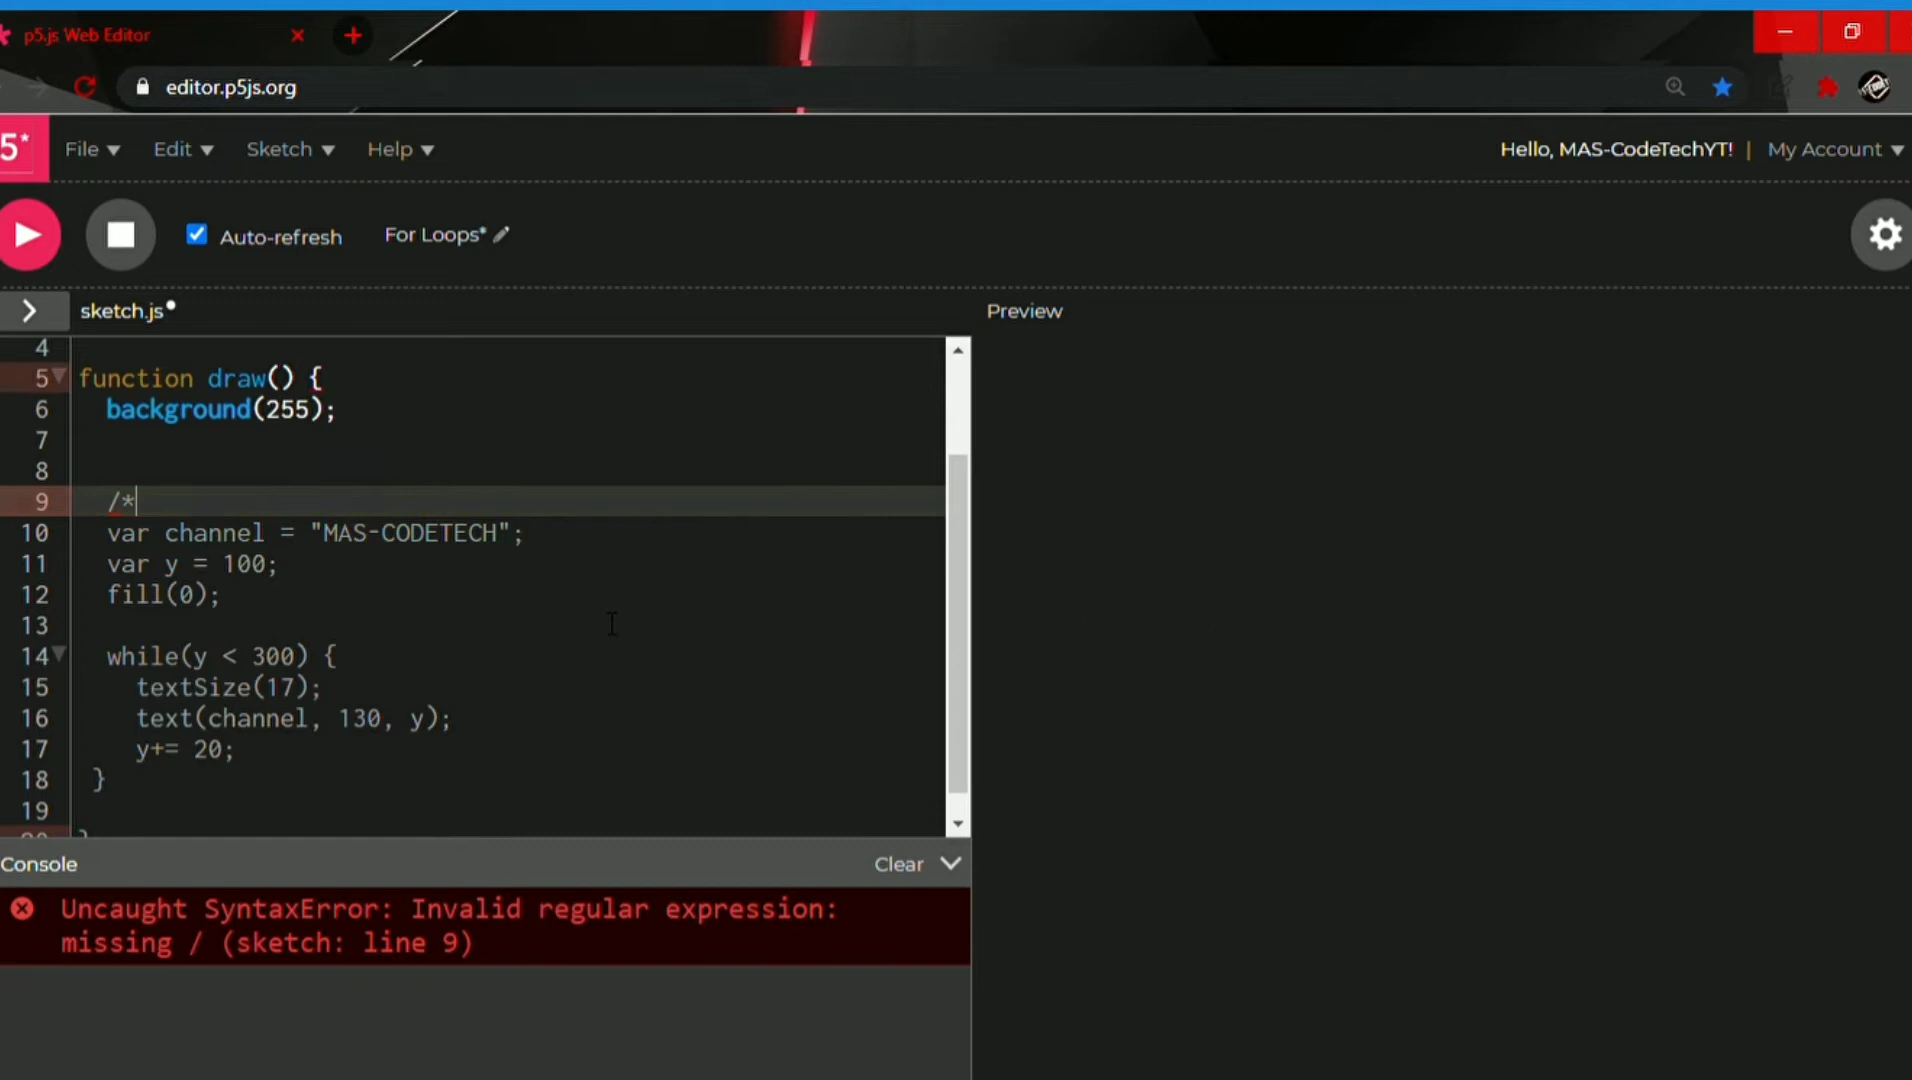 p5.js Web Editor
editor.p5js.org
5*
File Edit Sketch Help
Hello, MAS-CodeTechYT! | My Account
Auto-refresh
For Loops*
sketch.js
Preview
4
5 function draw() {
6 background(255);
7
8
9 /*
10 var channel = "MAS-CODETECH";
11 var y = 100;
12 fill(0);
13
14 while(y < 300) {
15 textSize(17);
16 text(channel, 130, y);
17 y+= 20;
18 }
19
Console
Clear
Uncaught SyntaxError: Invalid regular expression:
missing / (sketch: line 9)